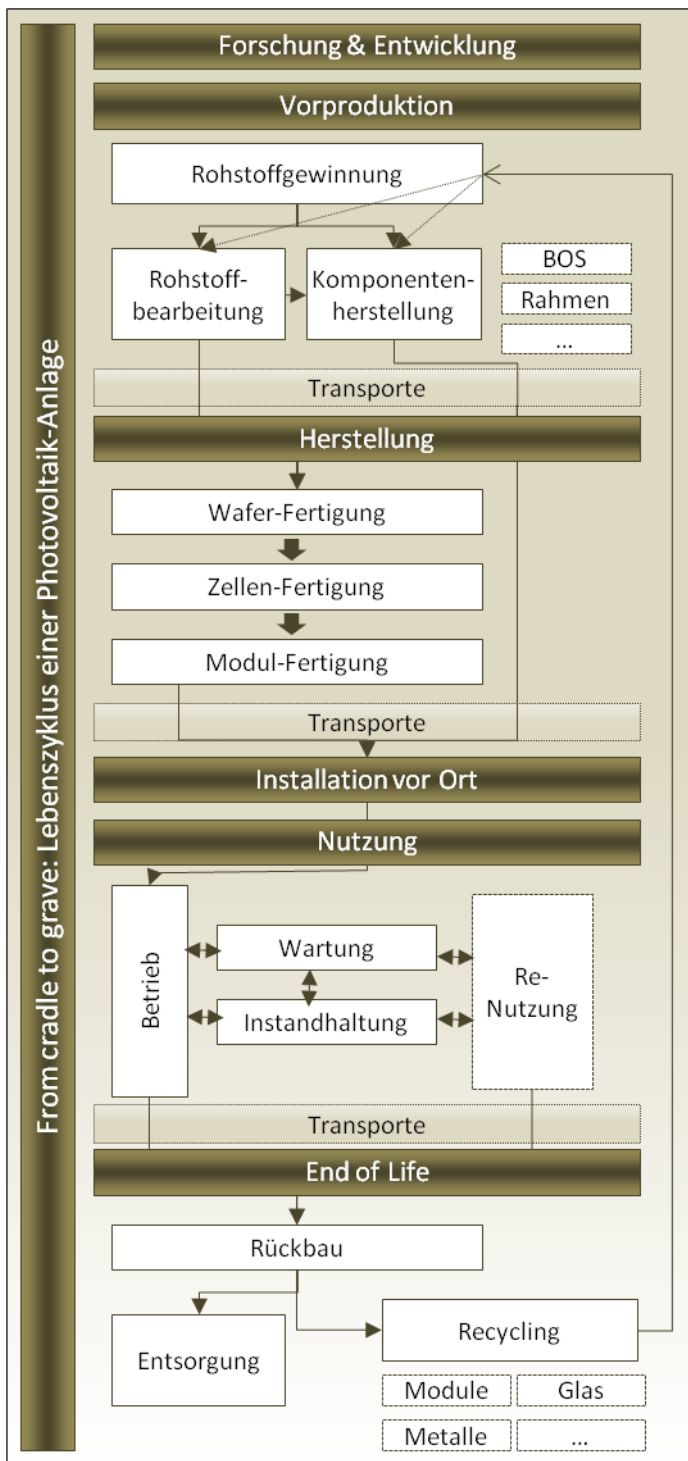 From cradle to grave: Lebenszyklus einer Photovoltaik-Anlage
Forschung & Entwicklung
Vorproduktion
Rohstoffgewinnung
Rohstoff-
bearbeitung
Komponenten-
herstellung
BOS
Rahmen
...
Transporte
Herstellung
Wafer-Fertigung
Zellen-Fertigung
Modul-Fertigung
Transporte
Installation vor Ort
Nutzung
Betrieb
Wartung
Instandhaltung
Re-
Nutzung
Transporte
End of Life
Rückbau
Entsorgung
Recycling
Module
Glas
Metalle
...